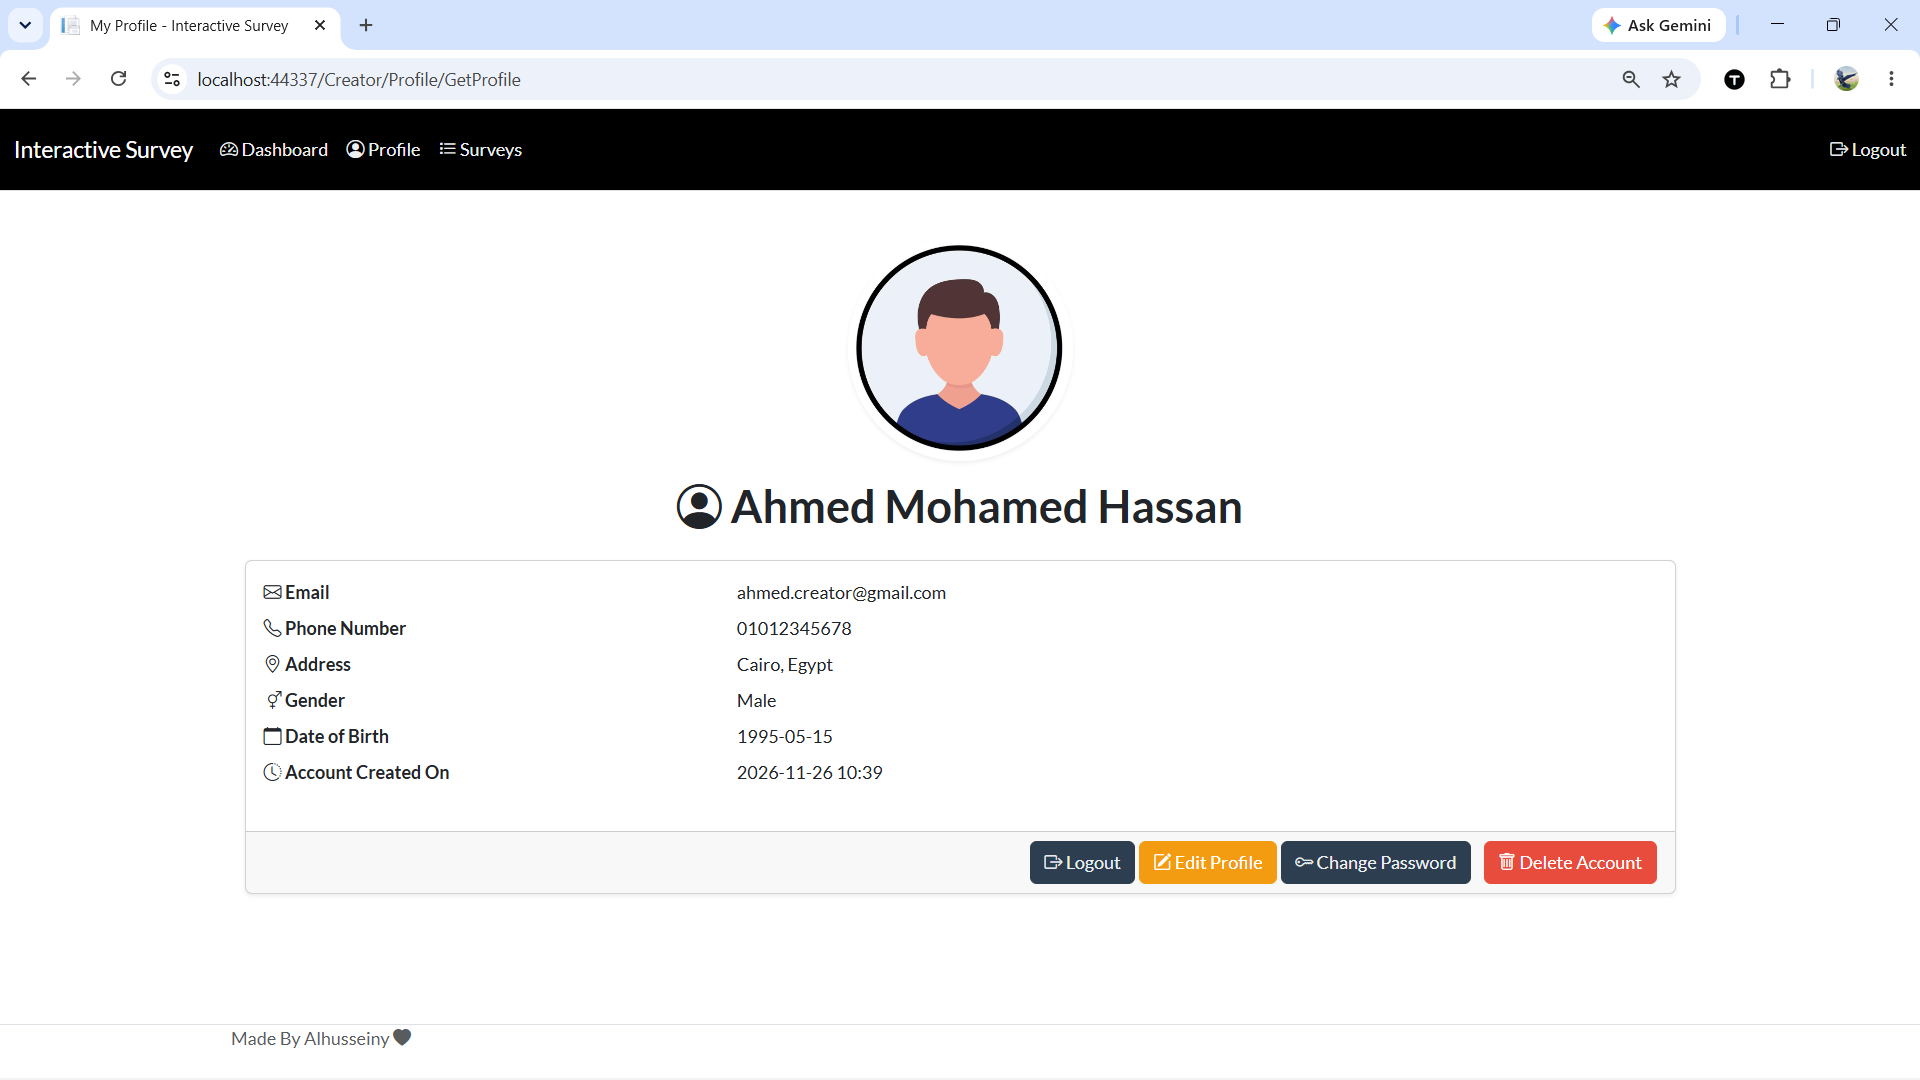 My Profile - Interactive Survey
Ask Gemini
localhost:44337/Creator/Profile/GetProfile
T
Interactive Survey Dashboard Profile Surveys Logout
Ahmed Mohamed Hassan
Email ahmed.creator@gmail.com
Phone Number 01012345678
Address Cairo, Egypt
Gender Male
Date of Birth 1995-05-15
Account Created On 2026-11-26 10:39
Logout Edit Profile Change Password Delete Account
Made By Alhusseiny